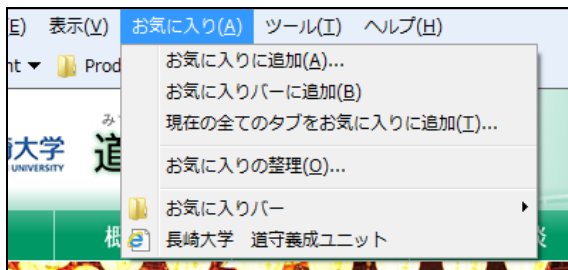 E) 表示(V) お気に入り(A) ツール(T) ヘルプ(H)
nt Prod
お気に入りに追加(A)...
お気に入りバーに追加(B)
現在の全てのタブをお気に入りに追加(T)...
お気に入りの整理(O)...
お気に入りバー
長崎大学 道守養成ユニット
み
崎大学 道
UNIVERSITY
概